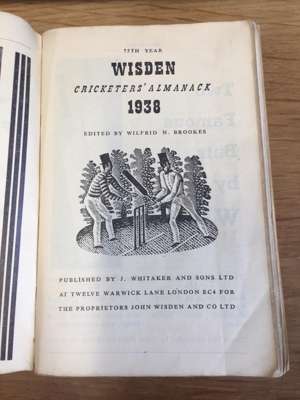 75TH YEAR
WISDEN
CRICKETERS' ALMANACK
1938
EDITED BY WILFRID H. BROOKES
PUBLISHED BY J. WHITAKER AND SONS LTD
AT TWELVE WARWICK LANE LONDON EC4 FOR
THE PROPRIETORS JOHN WISDEN AND CO LTD